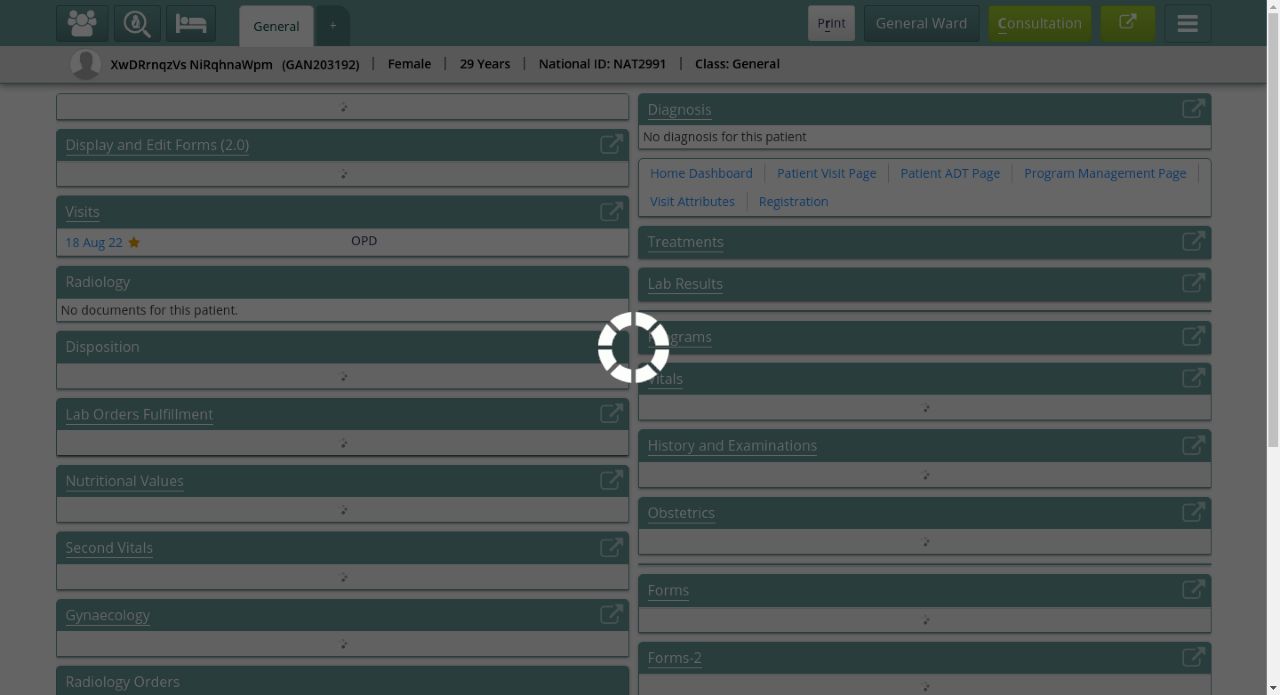 General
+
Print
General Ward
Consultation
XwDRrnqzVs NiRqhnaWpm (GAN203192) | Female | 29 Years | National ID: NAT2991 | Class: General
Display and Edit Forms (2.0)
Visits
18 Aug 22 OPD
Radiology
No documents for this patient.
Disposition
Lab Orders Fulfillment
Nutritional Values
Second Vitals
Gynaecology
Radiology Orders
Diagnosis
No diagnosis for this patient
Home Dashboard | Patient Visit Page | Patient ADT Page | Program Management Page |
Visit Attributes | Registration
Treatments
Lab Results
Programs
Vitals
History and Examinations
Obstetrics
Forms
Forms-2